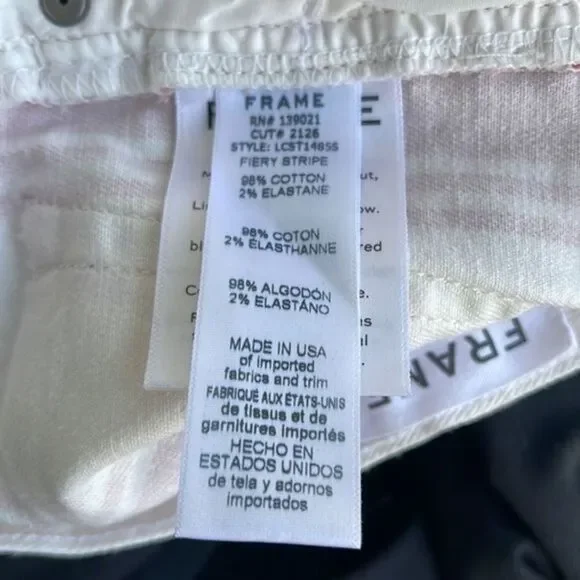 FRAME
RN# 139021
CUT# 2126
STYLE: LCST1485S
FIERY STRIPE
98% COTTON
2% ELASTANE
98% COTON
2% ÉLASTHANNE
98% ALGODÓN
2% ELASTANO
MADE IN USA
of imported
fabrics and trim
FABRIQUÉ AUX ÉTATS-UNIS
de tissus et de
garnitures importés
HECHO EN
ESTADOS UNIDOS
de tela y adornos
importados
FRAME